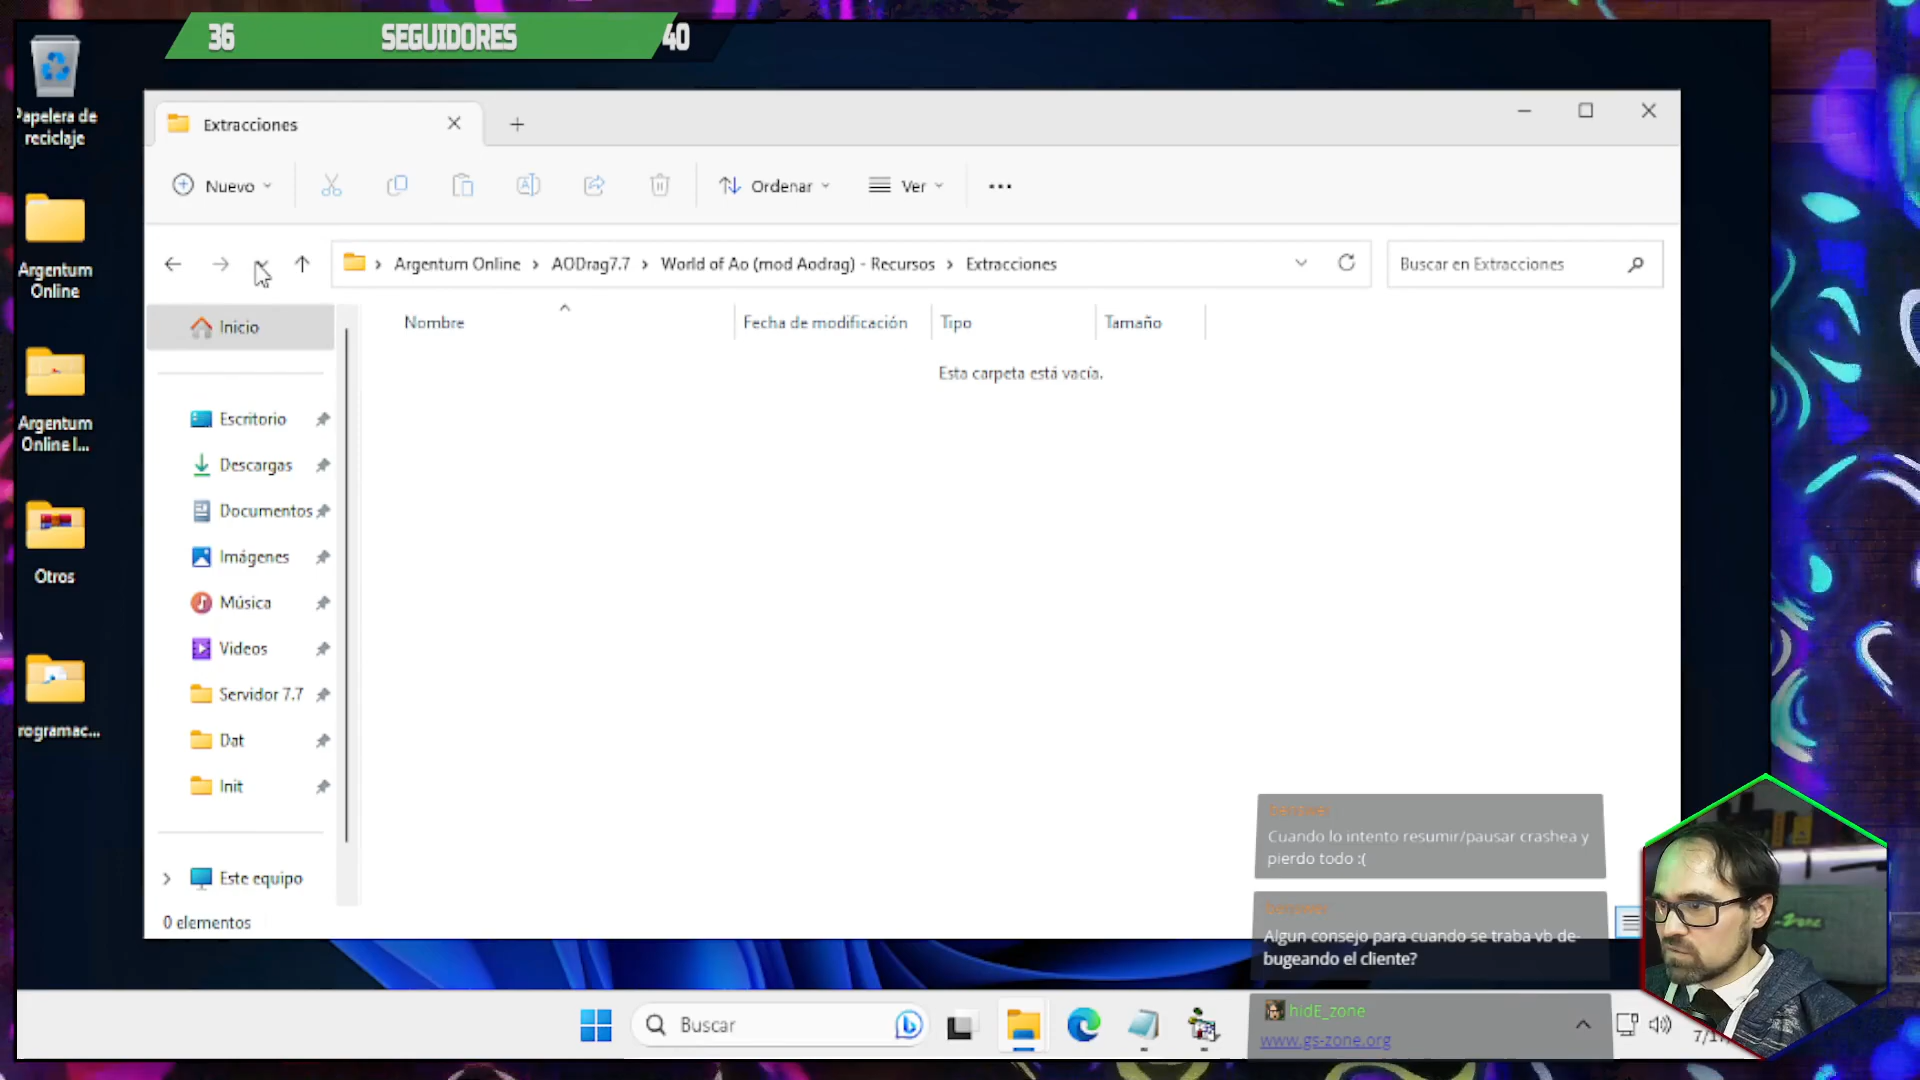 36
SEGUIDORES
40
Papelera de
reciclaje
Argentum
Online
Argentum
Online I...
Otros
rogramac...
Extracciones
Nuevo
Ordenar
Ver
Argentum Online
AODrag7.7
World of Ao (mod Aodrag) - Recursos
Extracciones
Buscar en Extracciones
Inicio
Nombre
Fecha de modificación
Tipo
Tamaño
Esta carpeta está vacía.
Escritorio
Descargas
Documentos
Imágenes
Música
Videos
Servidor 7.7
Dat
Init
Este equipo
0 elementos
Cuando lo intento resumir/pausar crashea y
pierdo todo :(
Algun consejo para cuando se traba vb de-
bugeando el cliente?
hidE_zone
www.gs-zone.org
Buscar